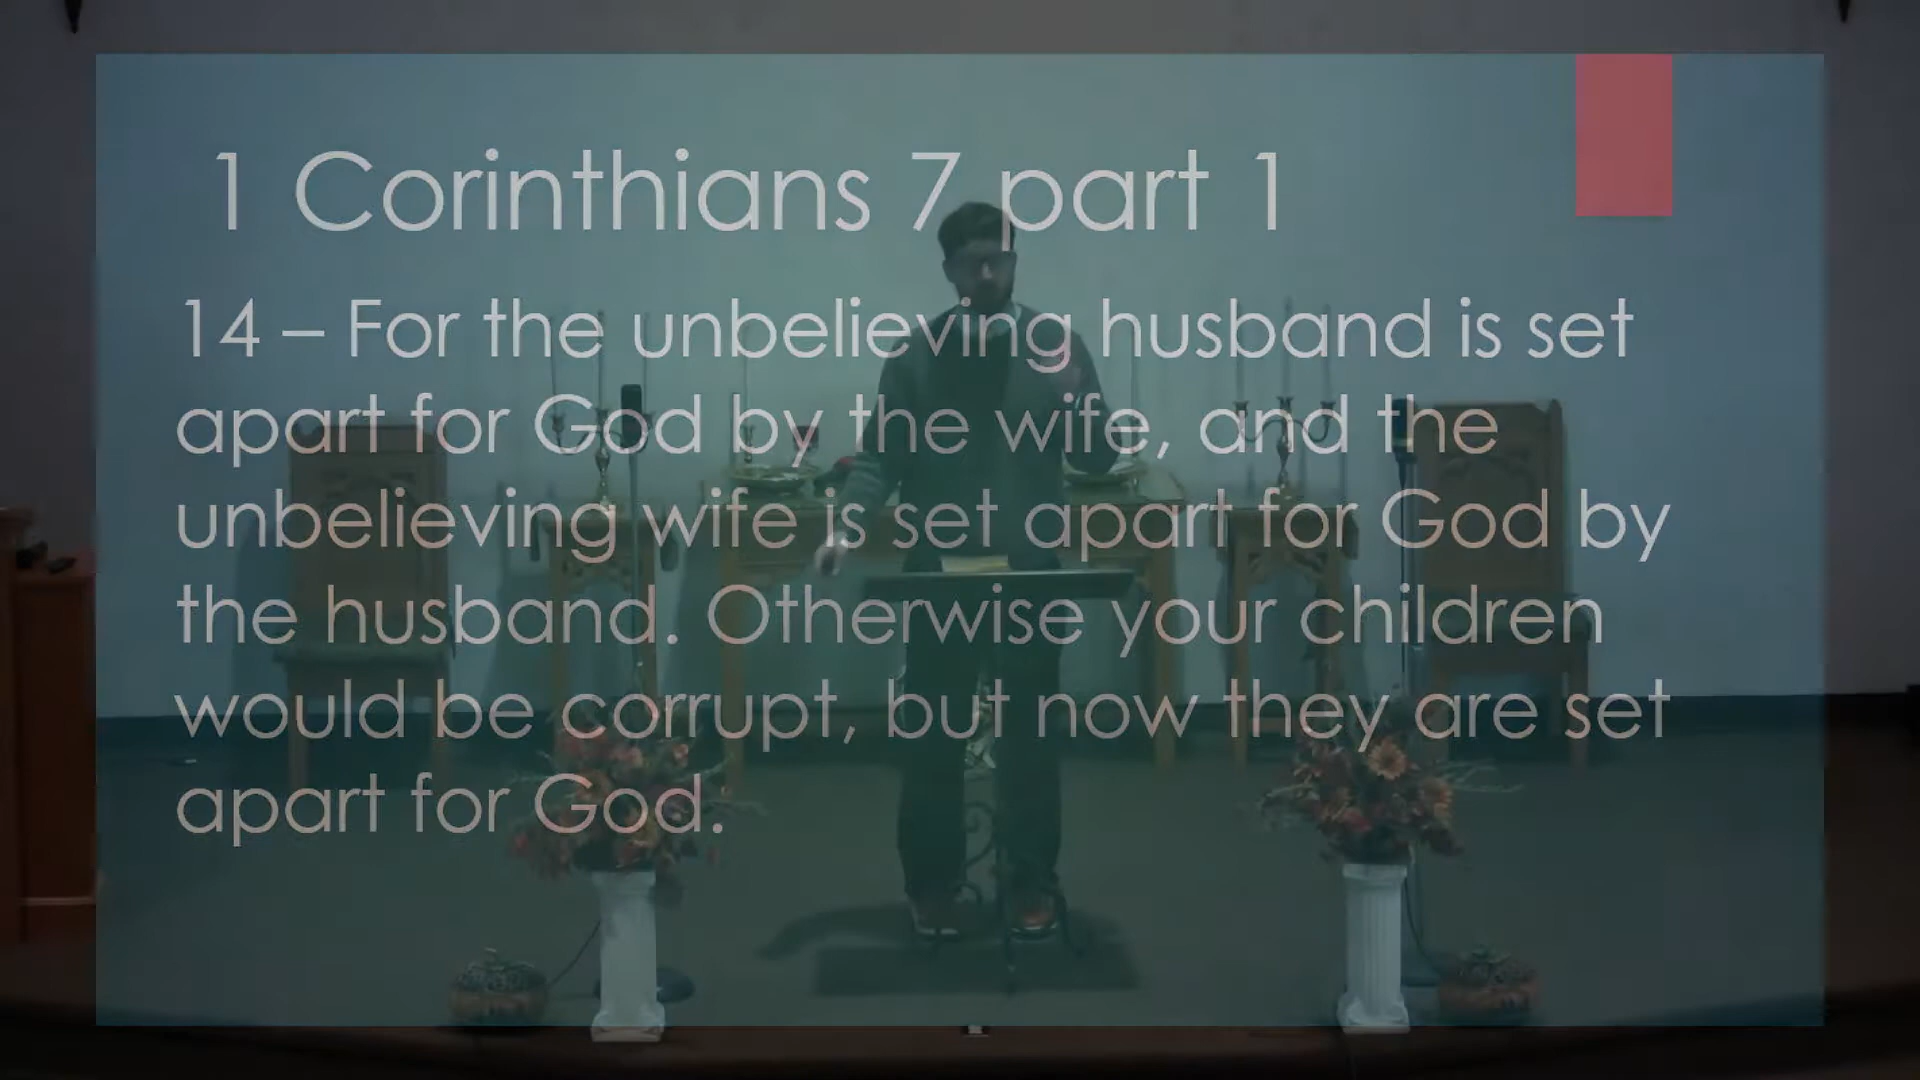 1 Corinthians 7 part 1
14 – For the unbelieving husband is set
apart for God by the wife, and the
unbelieving wife is set apart for God by
the husband. Otherwise your children
would be corrupt, but now they are set
apart for God.